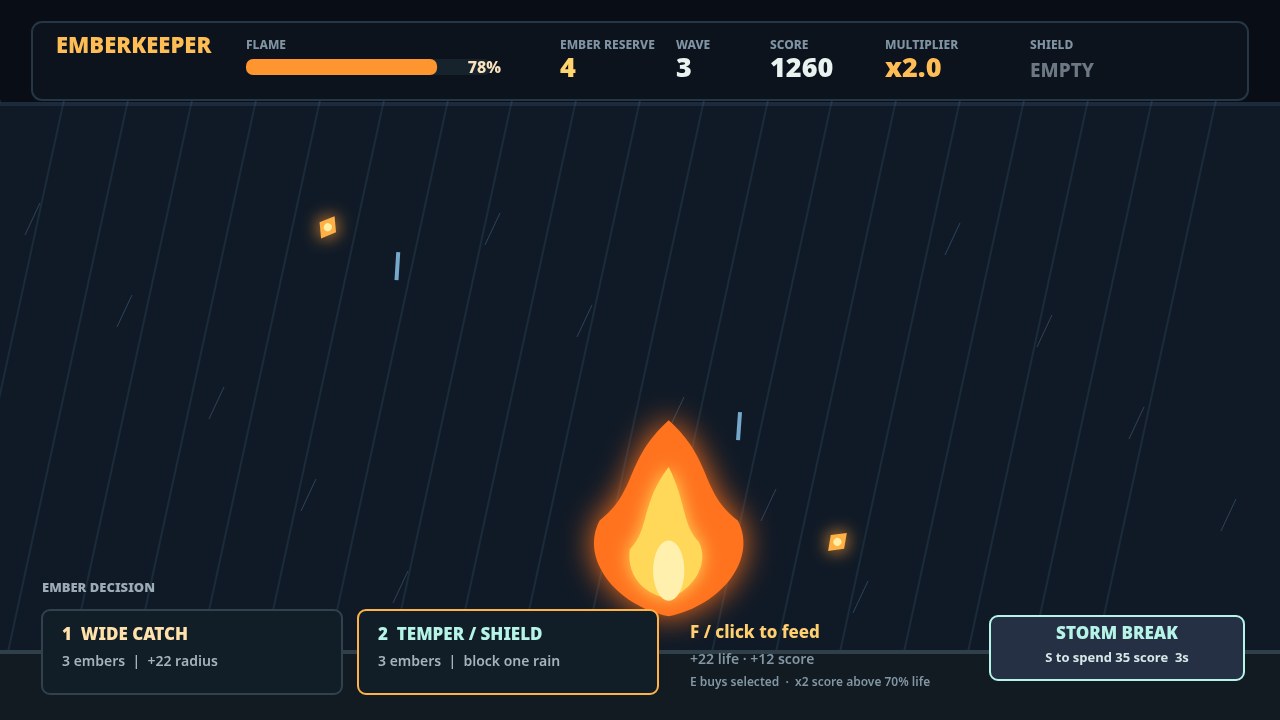 EMBERKEEPER
FLAME
78%
EMBER RESERVE
4
WAVE
3
SCORE
1260
MULTIPLIER
x2.0
SHIELD
EMPTY
EMBER DECISION
1 WIDE CATCH
3 embers | +22 radius
2 TEMPER / SHIELD
3 embers | block one rain
F / click to feed
+22 life · +12 score
E buys selected · x2 score above 70% life
STORM BREAK
S to spend 35 score 3s